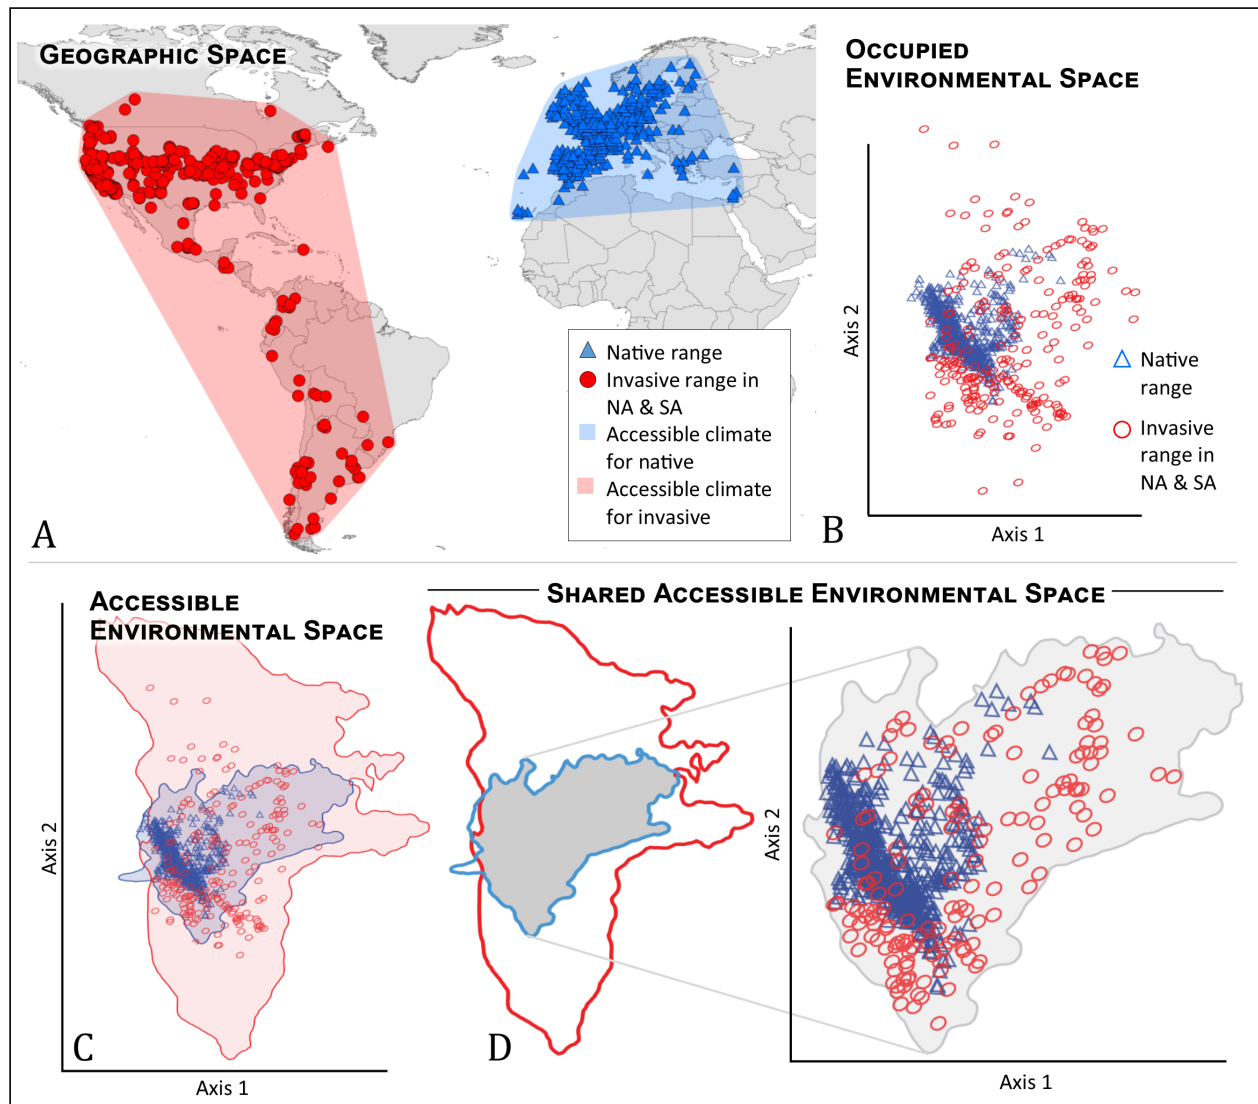 GEOGRAPHIC SPACE
Native range
Invasive range in
NA & SA
Accessible climate
for native
Accessible climate
for invasive
A
OCCUPIED
ENVIRONMENTAL SPACE
Axis 2
Native
range
Invasive
range in
NA & SA
B
Axis 1
ACCESSIBLE
ENVIRONMENTAL SPACE
Axis 2
C
Axis 1
SHARED ACCESSIBLE ENVIRONMENTAL SPACE
Axis 2
D
Axis 1